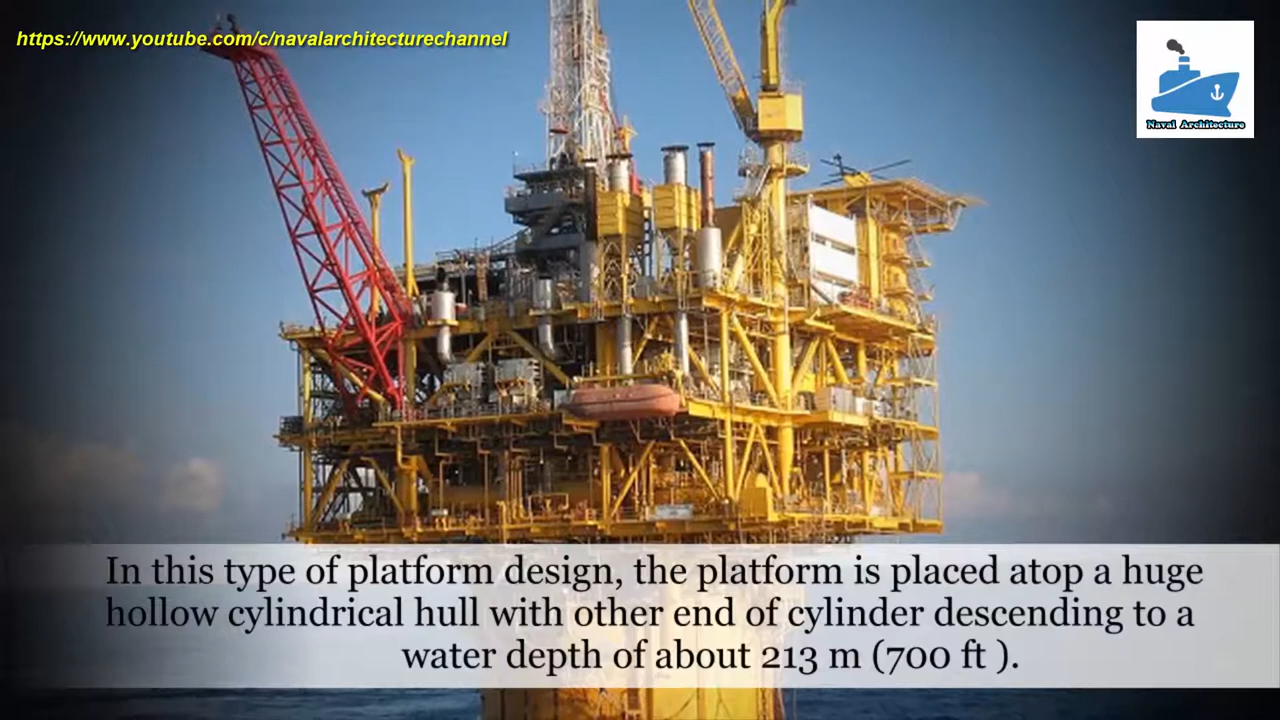 https://www.youtube.com/c/navalarchitecturechannel
Naval Architecture
In this type of platform design, the platform is placed atop a huge
hollow cylindrical hull with other end of cylinder descending to a
water depth of about 213 m (700 ft ).